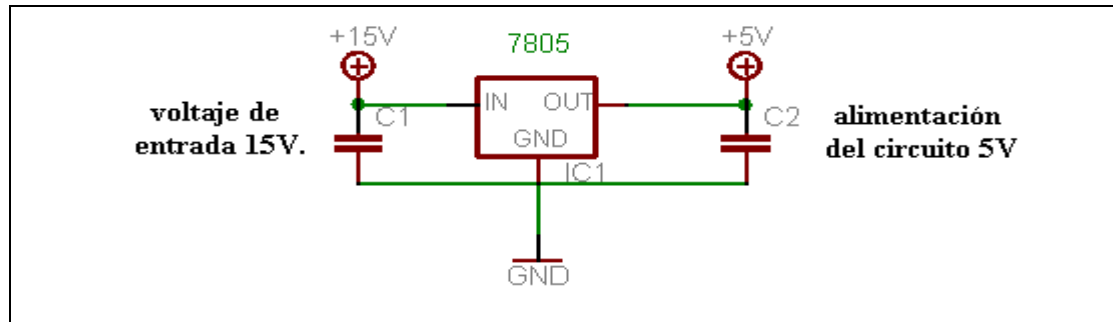 +15V
7805
+5V
voltaje de
entrada 15V.
C1
IN OUT
GND
IC1
C2
alimentación
del circuito 5V
GND